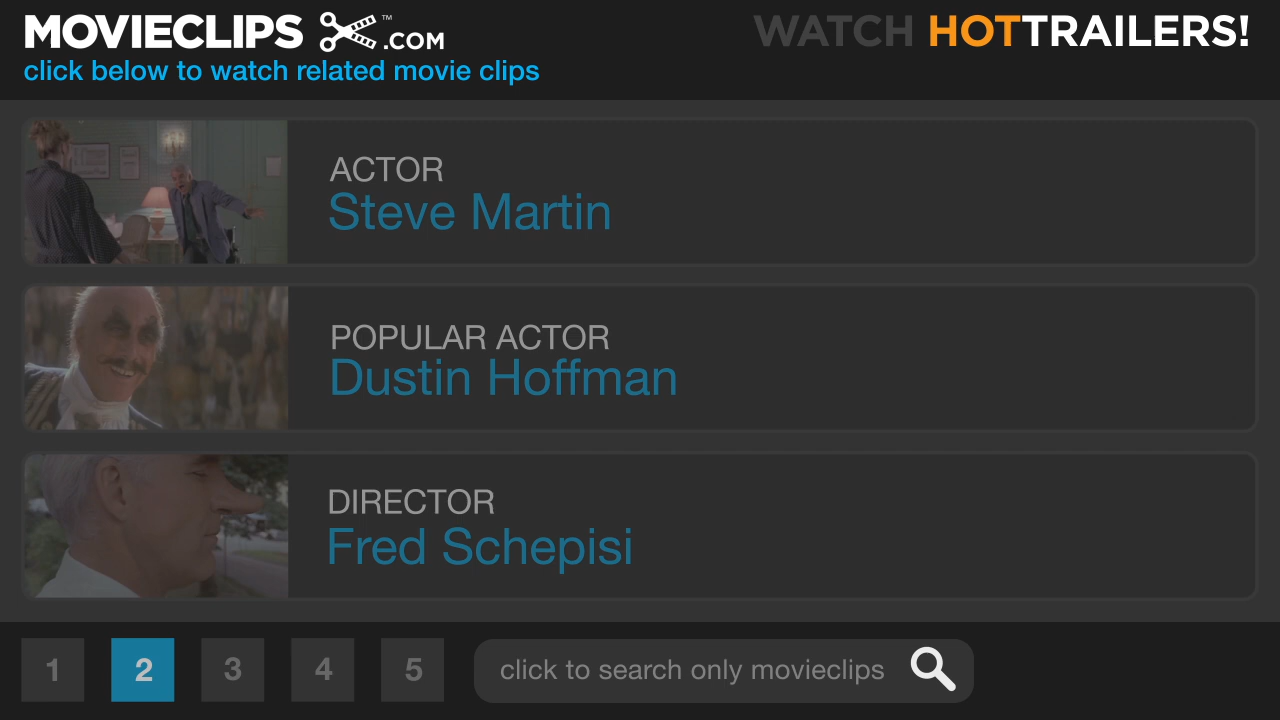 MOVIECLIPS ™ .COM
WATCH HOTTRAILERS!
click below to watch related movie clips
ACTOR
Steve Martin
POPULAR ACTOR
Dustin Hoffman
DIRECTOR
Fred Schepisi
1 2 3 4 5 click to search only movieclips